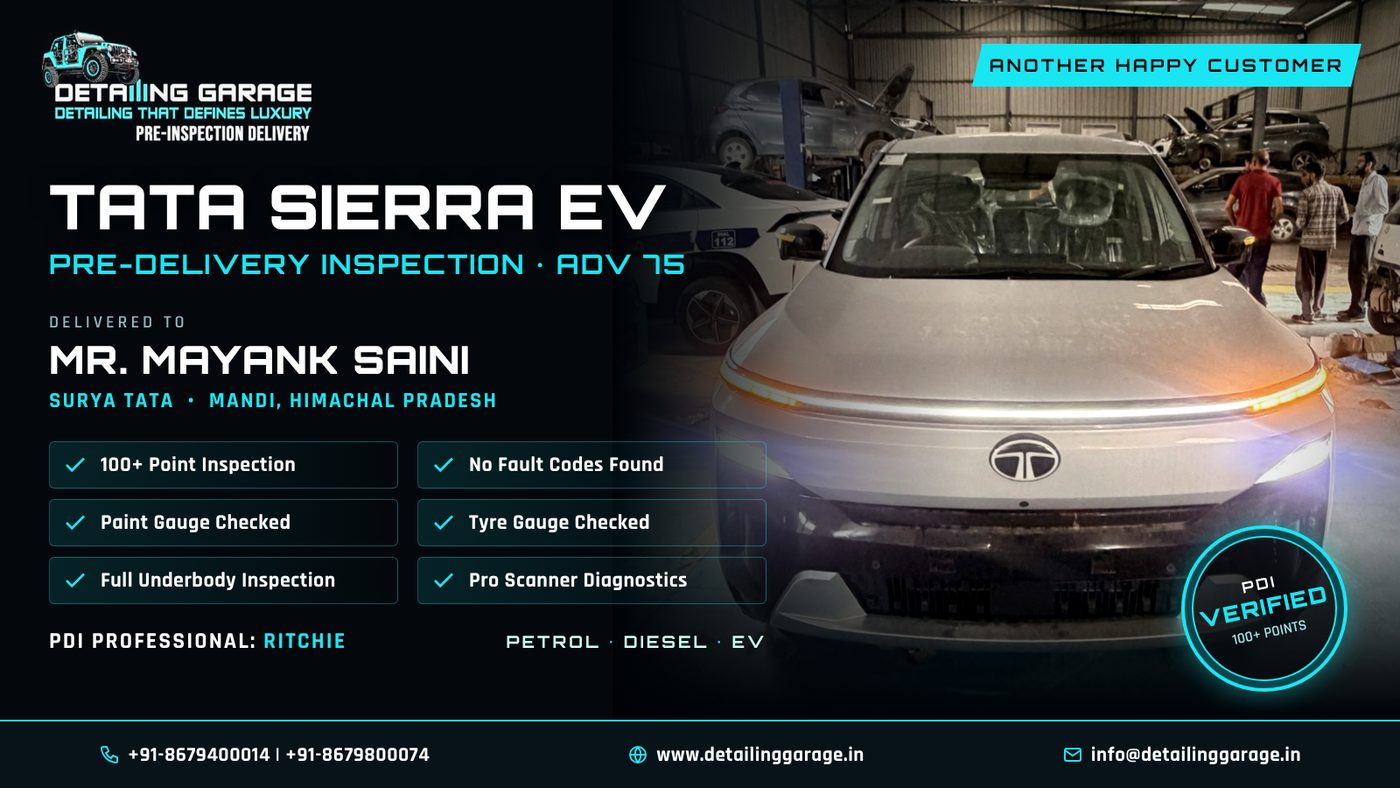 DETAILING GARAGE
DETAILING THAT DEFINES LUXURY
PRE-INSPECTION DELIVERY
ANOTHER HAPPY CUSTOMER
TATA SIERRA EV
PRE-DELIVERY INSPECTION · ADV 75
112
DELIVERED TO
MR. MAYANK SAINI
SURYA TATA • MANDI, HIMACHAL PRADESH
100+ Point Inspection
No Fault Codes Found
Paint Gauge Checked
Tyre Gauge Checked
Full Underbody Inspection
Pro Scanner Diagnostics
PDI PROFESSIONAL: RITCHIE
PETROL · DIESEL · EV
PDI
VERIFIED
100+ POINTS
+91-8679400014 | +91-8679800074
www.detailinggarage.in
info@detailinggarage.in